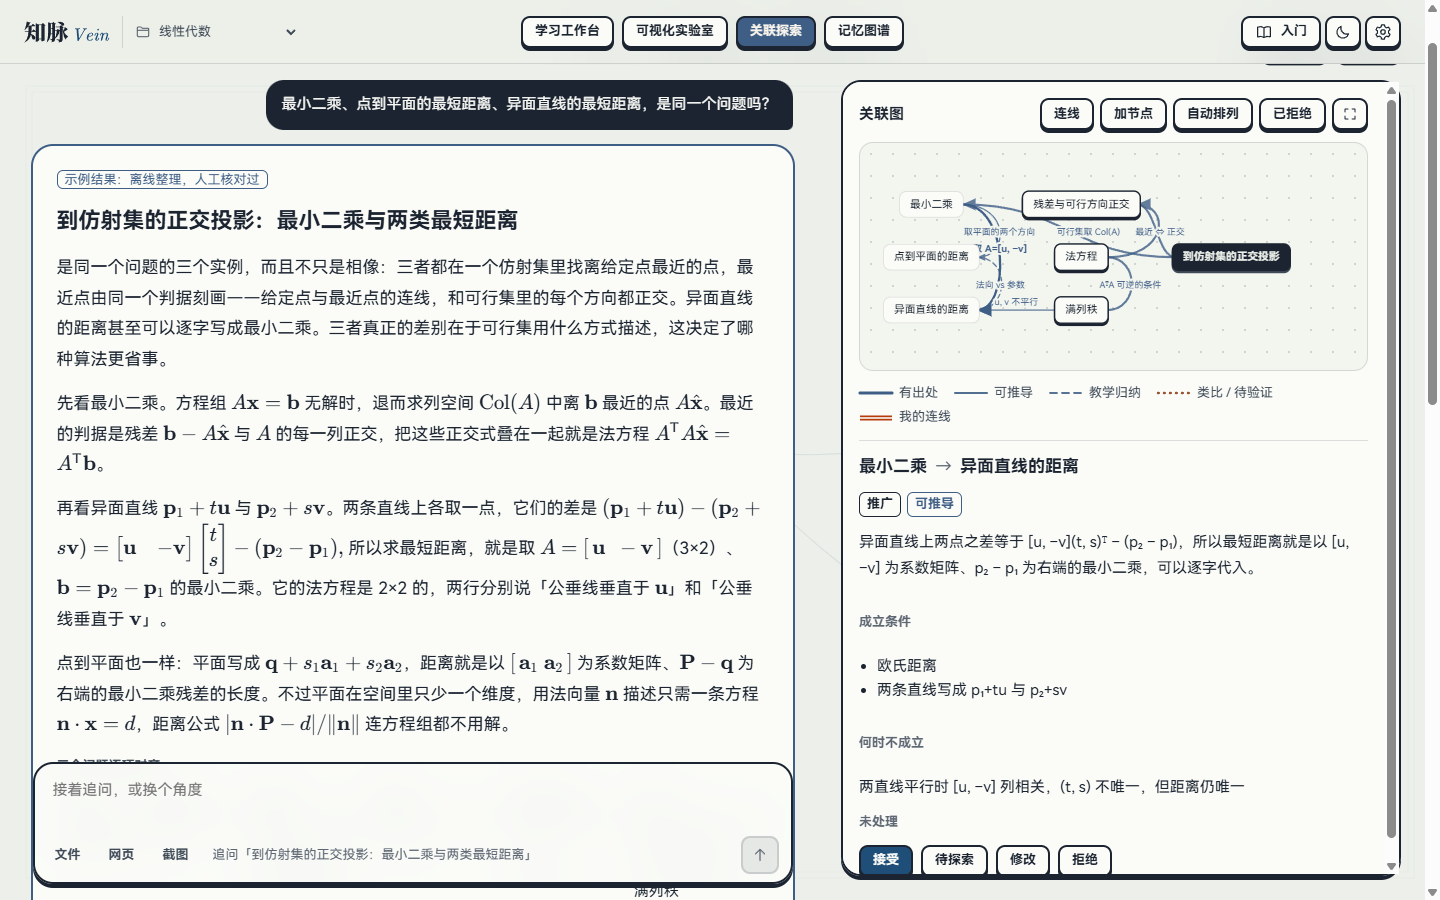 知脉 Vein
线性代数
学习工作台
可视化实验室
关联探索
记忆图谱
入门
最小二乘、点到平面的最短距离、异面直线的最短距离，是同一个问题吗？
示例结果：离线整理，人工核对过
到仿射集的正交投影：最小二乘与两类最短距离
是同一个问题的三个实例，而且不只是相像：三者都在一个仿射集里找离给定点最近的点，最
近点由同一个判据刻画——给定点与最近点的连线，和可行集里的每个方向都正交。异面直线
的距离甚至可以逐字写成最小二乘。三者真正的差别在于可行集用什么方式描述，这决定了哪
种算法更省事。
先看最小二乘。方程组 Ax = b 无解时，退而求列空间 Col(A) 中离 b 最近的点 Ax̂。最近
的判据是残差 b − Ax̂ 与 A 的每一列正交，把这些正交式叠在一起就是法方程 AᵀAx̂ =
Aᵀb。
再看异面直线 p₁ + tu 与 p₂ + sv。两条直线上各取一点，它们的差是 (p₁ + tu) − (p₂ +
sv) = [u −v] [t s] − (p₂ − p₁), 所以求最短距离，就是取 A = [u −v]（3×2）、
b = p₂ − p₁ 的最小二乘。它的法方程是 2×2 的，两行分别说「公垂线垂直于 u」和「公垂
线垂直于 v」。
点到平面也一样：平面写成 q + s₁a₁ + s₂a₂，距离就是以 [a₁ a₂] 为系数矩阵、P − q 为
右端的最小二乘残差的长度。不过平面在空间里只少一个维度，用法向量 n 描述只需一条方程
n · x = d，距离公式 |n · P − d|/‖n‖ 连方程组都不用解。
接着追问，或换个角度
文件
网页
截图
追问「到仿射集的正交投影：最小二乘与两类最短距离」
满列秩
关联图
连线
加节点
自动排列
已拒绝
最小二乘
残差与可行方向正交
取平面的两个方向
可行集取 Col(A)
最近 ⇔ 正交
A=[u, −v]
点到平面的距离
法方程
到仿射集的正交投影
法向 vs 参数
AᵀA 可逆的条件
u, v 不平行
异面直线的距离
满列秩
有出处
可推导
教学归纳
类比 / 待验证
我的连线
最小二乘 → 异面直线的距离
推广
可推导
异面直线上两点之差等于 [u, −v](t, s)ᵀ − (p₂ − p₁)，所以最短距离就是以 [u,
−v] 为系数矩阵、p₂ − p₁ 为右端的最小二乘，可以逐字代入。
成立条件
• 欧氏距离
• 两条直线写成 p₁+tu 与 p₂+sv
何时不成立
两直线平行时 [u, −v] 列相关，(t, s) 不唯一，但距离仍唯一
未处理
接受
待探索
修改
拒绝